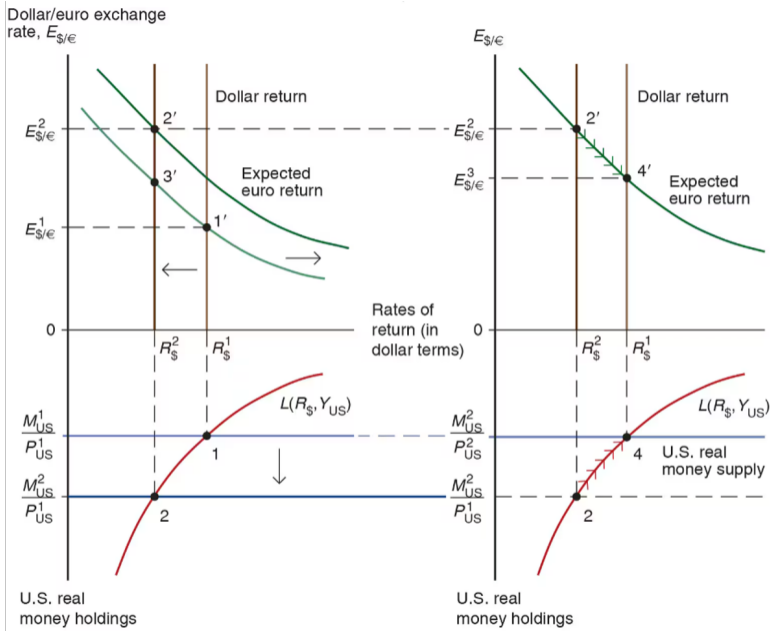 Dollar/euro exchange
rate, E$/€
E$/€
Dollar return
Dollar return
2′
2′
E²$/€
E²$/€
3′
Expected
euro return
E³$/€
4′
Expected
euro return
E¹$/€
1′
0
Rates of
return (in
dollar terms)
0
R²$
R¹$
R²$
R¹$
L(R$, YUS)
L(R$, YUS)
M¹US
P¹US
1
M²US
P²US
4
U.S. real
money supply
M²US
P¹US
2
M²US
P¹US
2
U.S. real
money holdings
U.S. real
money holdings